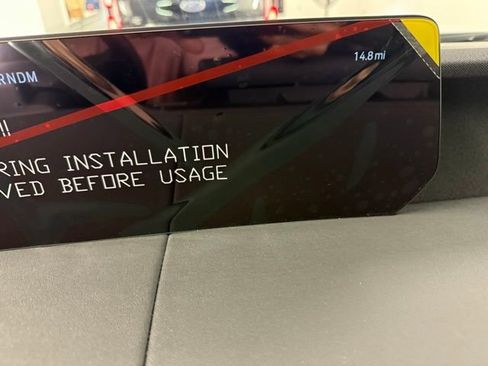 RNDM
14.8 mi
!!
RING INSTALLATION
VED BEFORE USAGE